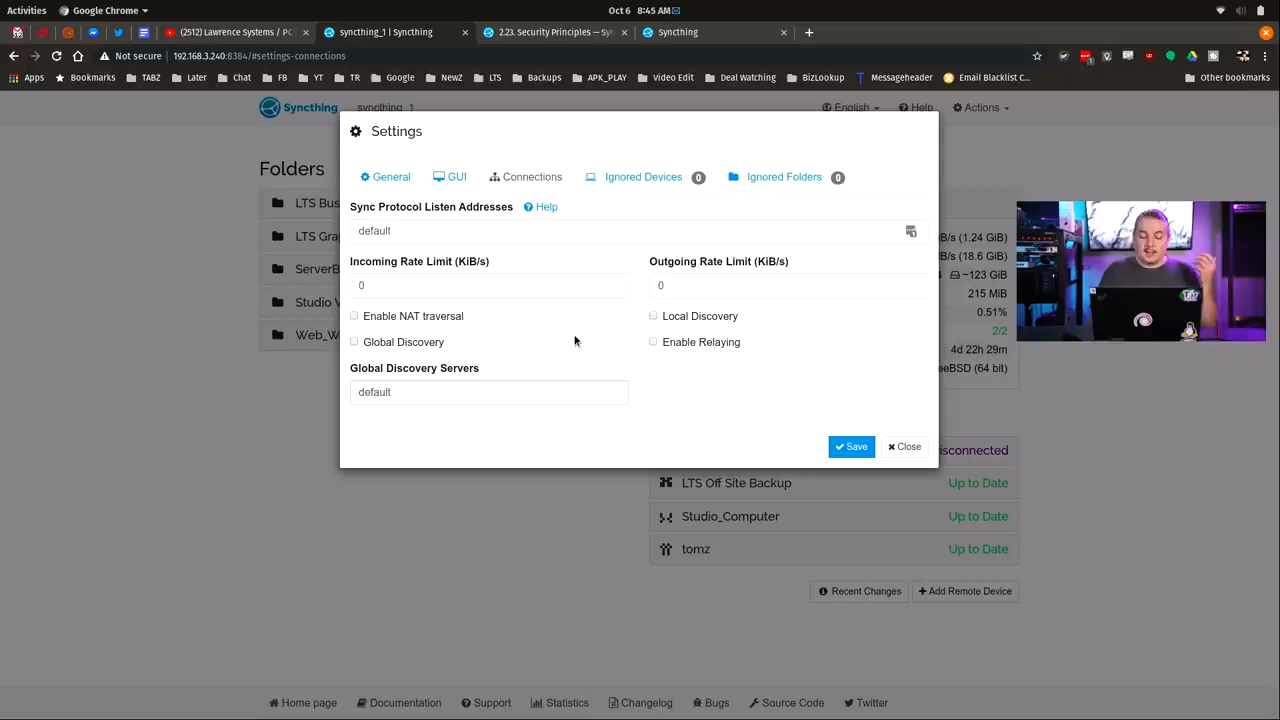 Activities
Google Chrome
Oct 6 8:45 AM
(2512) Lawrence Systems / PC
syncthing_1 | Syncthing
2.23. Security Principles — Syn
Syncthing
Not secure
192.168.3.240:8384/#settings-connections
Apps
Bookmarks
TABZ
Later
Chat
FB
YT
TR
Google
NewZ
LTS
Backups
APK_PLAY
Video Edit
Deal Watching
BizLookup
Messageheader
Email Blacklist C...
Other bookmarks
Syncthing
syncthing_1
English
Help
Actions
Settings
Folders
General
GUI
Connections
Ignored Devices 0
Ignored Folders 0
LTS Bus
LTS Gra
ServerB
Studio V
Web_W
Sync Protocol Listen Addresses
Help
default
Incoming Rate Limit (KiB/s)
Outgoing Rate Limit (KiB/s)
0
0
Enable NAT traversal
Local Discovery
Global Discovery
Enable Relaying
Global Discovery Servers
default
Save
Close
B/s (1.24 GiB)
B/s (18.6 GiB)
~123 GiB
215 MiB
0.51%
2/2
4d 22h 29m
eeBSD (64 bit)
isconnected
LTS Off Site Backup
Up to Date
Studio_Computer
Up to Date
tomz
Up to Date
Recent Changes
Add Remote Device
Home page
Documentation
Support
Statistics
Changelog
Bugs
Source Code
Twitter